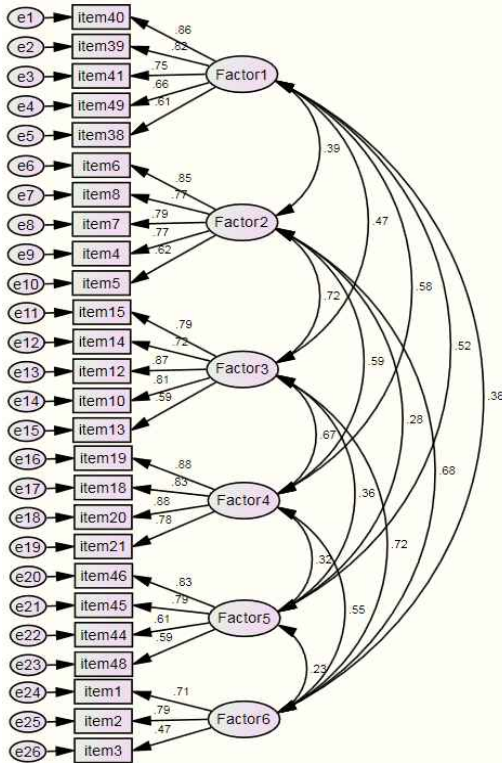 e1 item40 .86
e2 item39 .82
e3 item41 .75 Factor1
e4 item49 .66
e5 item38 .61
.39
e6 item6 .85
e7 item8 .77
e8 item7 .79 Factor2 .47
e9 item4 .77
e10 item5 .62
.72 .58
e11 item15 .79
e12 item14 .72 .59 .52
e13 item12 .87 Factor3 .38
e14 item10 .81 .28
e15 item13 .59 .67
e16 item19 .88 .68
e17 item18 .83 .36
e18 item20 .88 Factor4
e19 item21 .78 .72
.32 .55
e20 item46 .83
e21 item45 .79 Factor5
e22 item44 .61
e23 item48 .59 .23
e24 item1 .71
e25 item2 .79 Factor6
e26 item3 .47